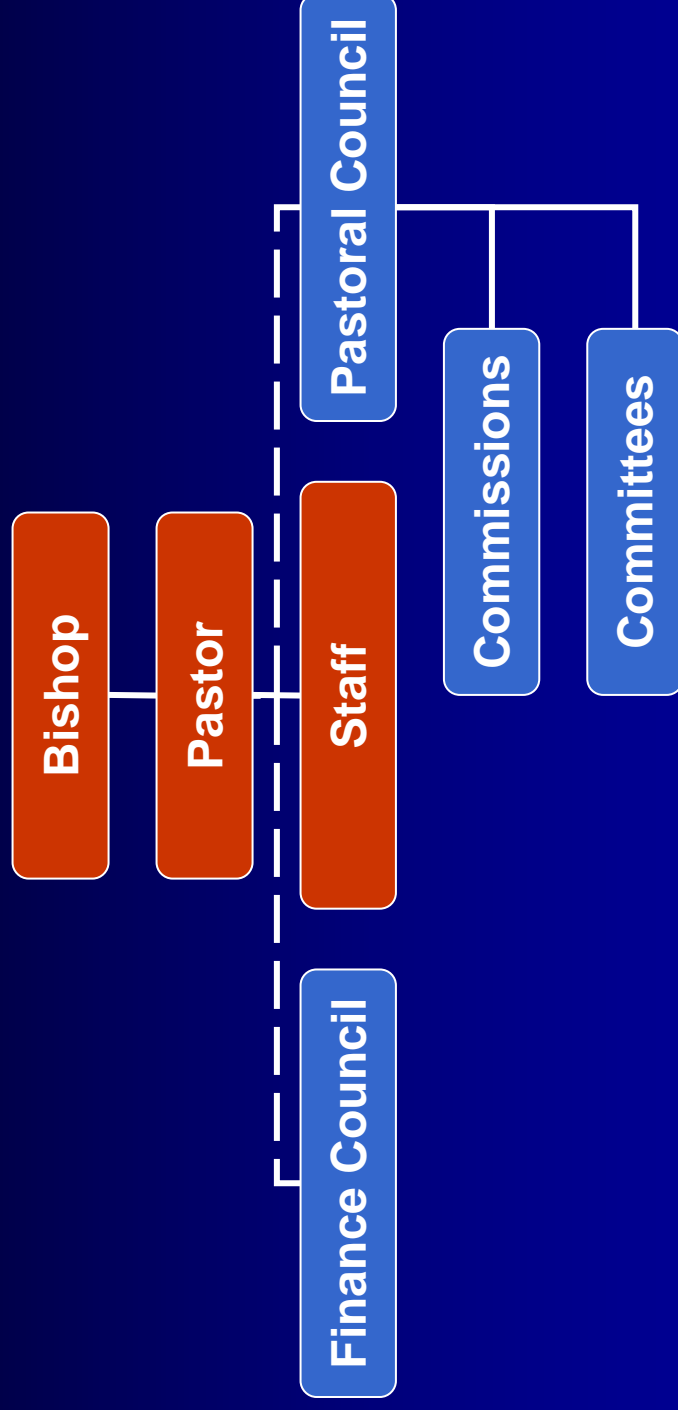 Bishop
Pastor
Finance Council
Staff
Pastoral Council
Commissions
Committees